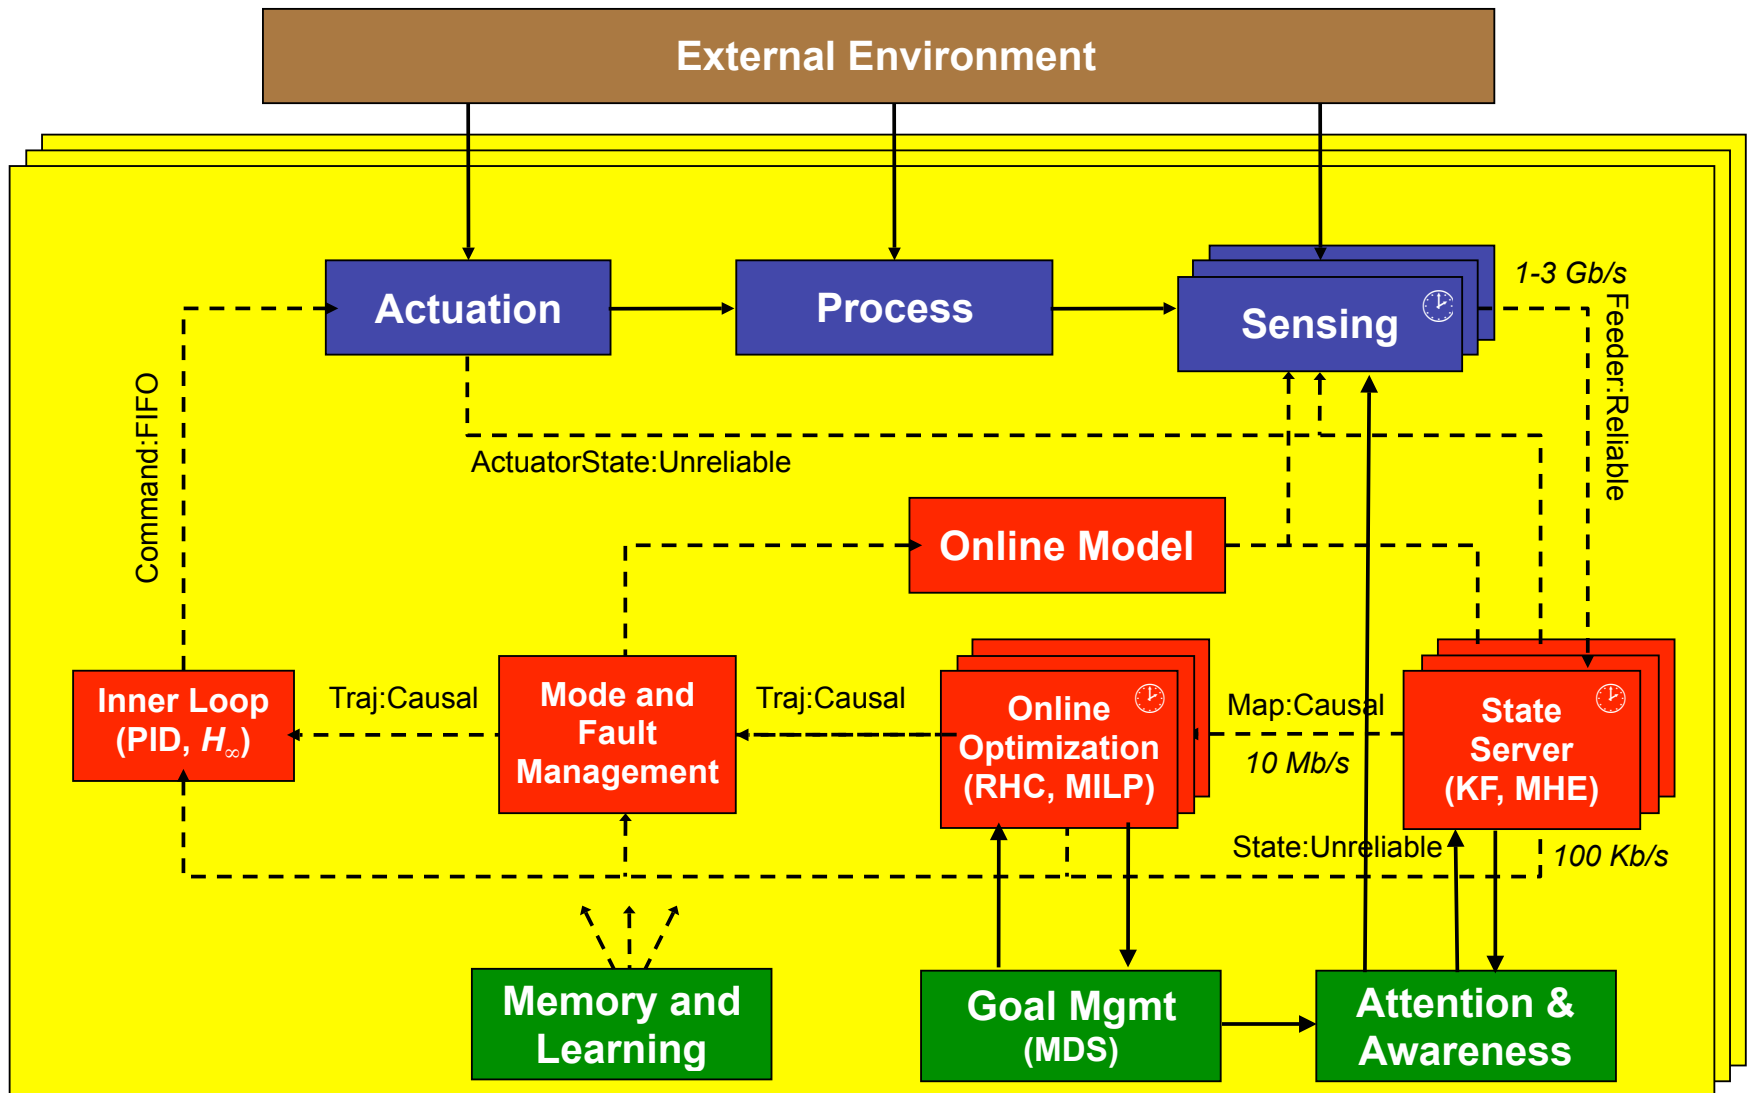 External Environment
Actuation
Process
Sensing
1-3 Gb/s
Feeder:Reliable
Command:FIFO
ActuatorState:Unreliable
Online Model
Inner Loop
(PID, H∞)
Traj:Causal
Mode and
Fault
Management
Traj:Causal
Online
Optimization
(RHC, MILP)
Map:Causal
10 Mb/s
State
Server
(KF, MHE)
State:Unreliable
100 Kb/s
Memory and
Learning
Goal Mgmt
(MDS)
Attention &
Awareness